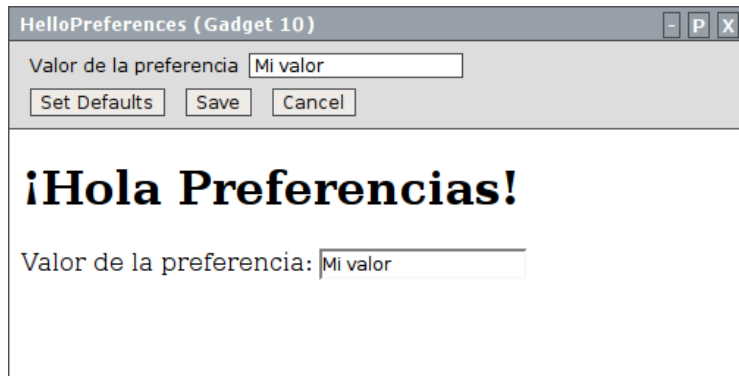 HelloPreferences (Gadget 10) - P X
Valor de la preferencia Mi valor
Set Defaults Save Cancel
¡Hola Preferencias!
Valor de la preferencia: Mi valor